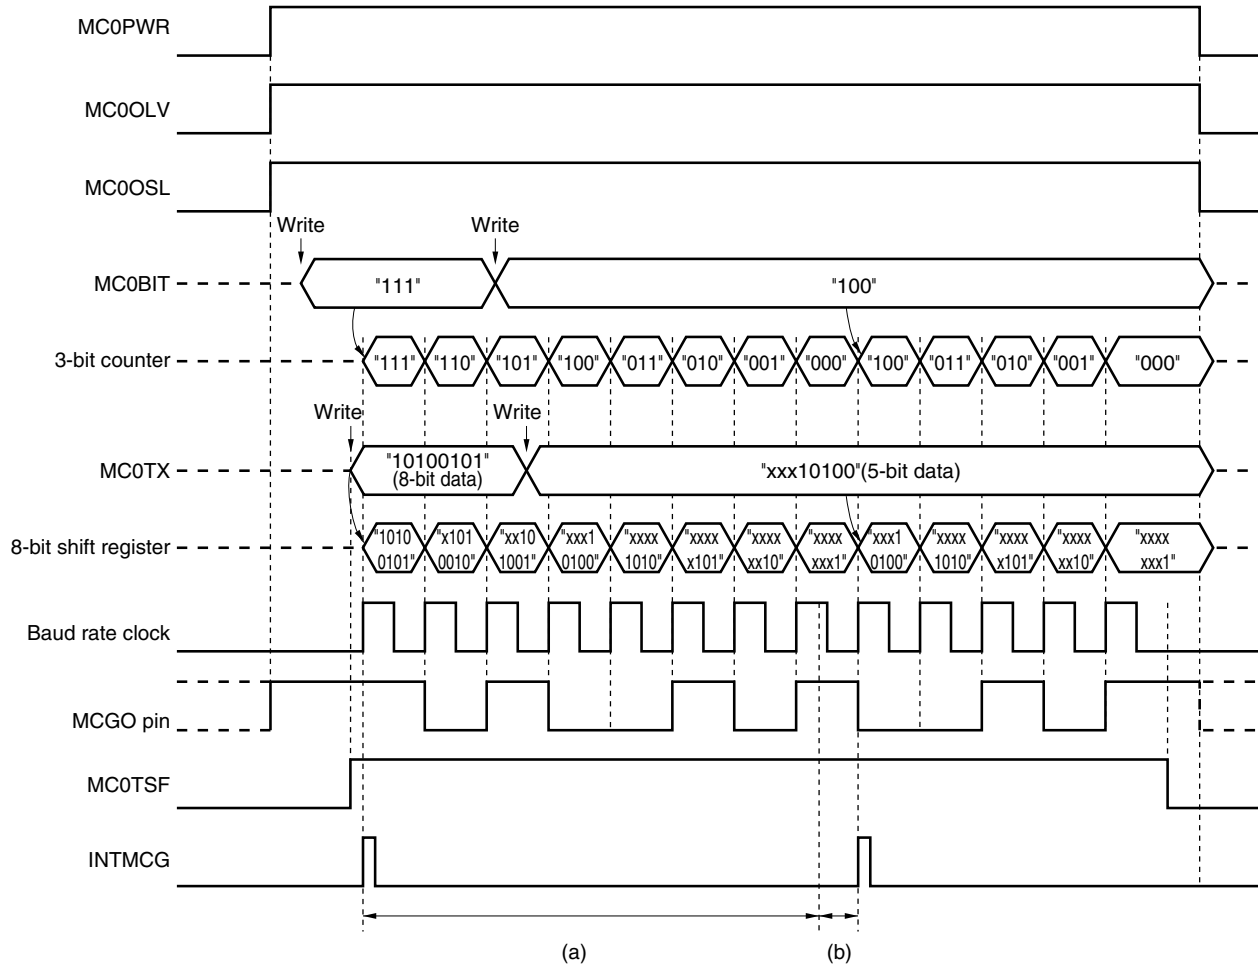 MC0PWR
MC0OLV
MC0OSL
Write Write
MC0BIT "111" "100"
3-bit counter "111" "110" "101" "100" "011" "010" "001" "000" "100" "011" "010" "001" "000"
Write Write
MC0TX "10100101" (8-bit data) "xxx10100"(5-bit data)
8-bit shift register "1010 0101" "x101 0010" "xx10 1001" "xxx1 0100" "xxxx 1010" "xxxx x101" "xxxx xx10" "xxxx xxx1" "xxx1 0100" "xxxx 1010" "xxxx x101" "xxxx xx10" "xxxx xxx1"
Baud rate clock
MCGO pin
MC0TSF
INTMCG
(a) (b)